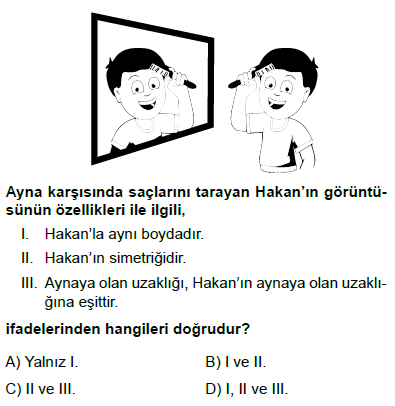 Ayna karşısında saçlarını tarayan Hakan'ın görüntü-
sünün özellikleri ile ilgili,
I. Hakan'la aynı boydadır.
II. Hakan'ın simetriğidir.
III. Aynaya olan uzaklığı, Hakan'ın aynaya olan uzaklı-
ğına eşittir.
ifadelerinden hangileri doğrudur?
A) Yalnız I. B) I ve II.
C) II ve III. D) I, II ve III.